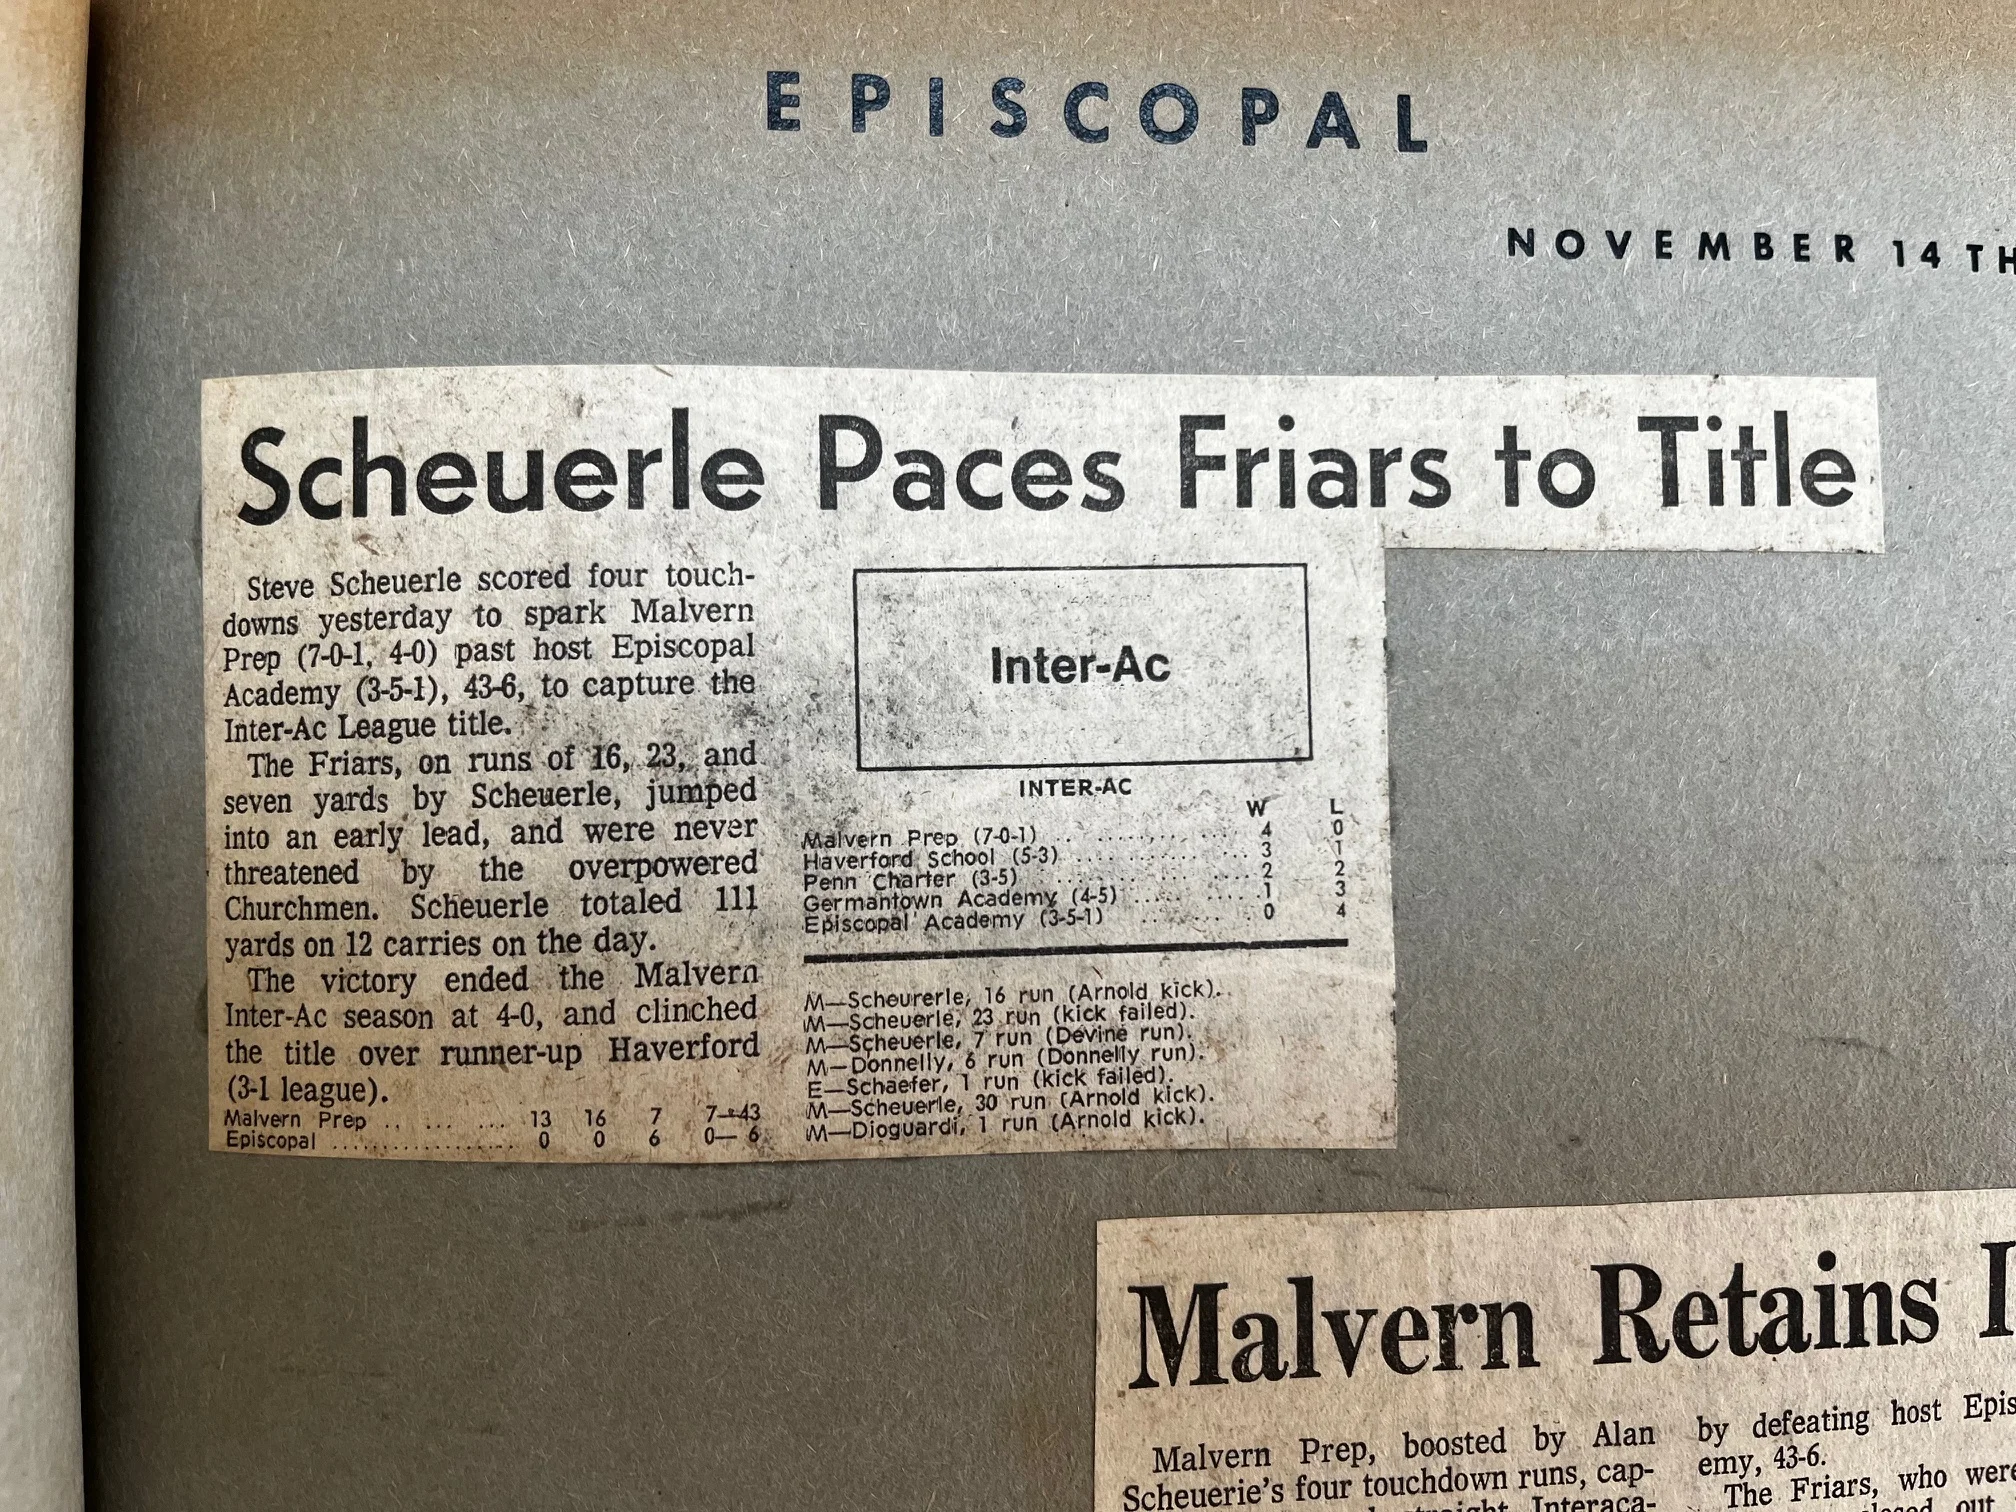 EPISCOPAL
NOVEMBER 14 TH
Scheuerle Paces Friars to Title
Steve Scheuerle scored four touch-
downs yesterday to spark Malvern
Prep (7-0-1, 4-0) past host Episcopal
Academy (3-5-1), 43-6, to capture the
Inter-Ac League title.
The Friars, on runs of 16, 23, and
seven yards by Scheuerle, jumped
into an early lead, and were never
threatened by the overpowered
Churchmen. Scheuerle totaled 111
yards on 12 carries on the day.
The victory ended the Malvern
Inter-Ac season at 4-0, and clinched
the title over runner-up Haverford
(3-1 league).
Malvern Prep .. ... .... 13 16 7 7—43
Episcopal .................... 0 0 6 0— 6
Inter-Ac
INTER-AC
W L
Malvern Prep (7-0-1) .................. 4 0
Haverford School (5-3) ................ 3 1
Penn Charter (3-5) .................... 2 2
Germantown Academy (4-5) .............. 1 3
Episcopal Academy (3-5-1) ............. 0 4
M—Scheurerle, 16 run (Arnold kick).
M—Scheuerle, 23 run (kick failed).
M—Scheuerle, 7 run (Devine run).
M—Donnelly, 6 run (Donnelly run).
E—Schaefer, 1 run (kick failed).
M—Scheuerle, 30 run (Arnold kick).
M—Dioguardi, 1 run (Arnold kick).
Malvern Retains I
Malvern Prep, boosted by Alan
Scheuerie's four touchdown runs, cap-
straight Interaca-
by defeating host Epis
emy, 43-6.
The Friars, who were
out